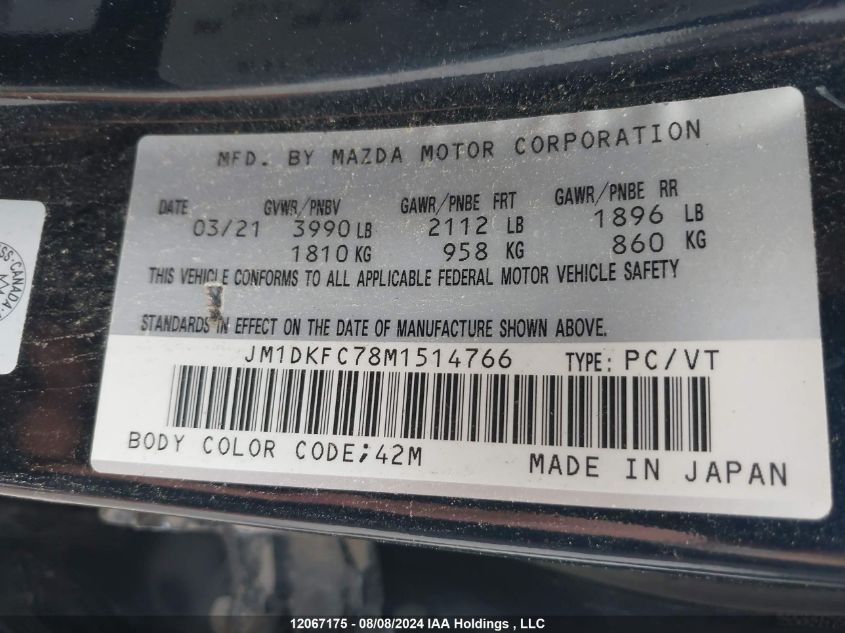 MFD. BY MAZDA MOTOR CORPORATION
DATE GVWR/PNBV GAWR/PNBE FRT GAWR/PNBE RR
03/21 3990 LB 2112 LB 1896 LB
1810 KG 958 KG 860 KG
THIS VEHICLE CONFORMS TO ALL APPLICABLE FEDERAL MOTOR VEHICLE SAFETY
STANDARDS IN EFFECT ON THE DATE OF MANUFACTURE SHOWN ABOVE.
JM1DKFC78M1514766 TYPE: PC/VT
BODY COLOR CODE;42M
MADE IN JAPAN
CANADA
12067175 - 08/08/2024 IAA Holdings , LLC